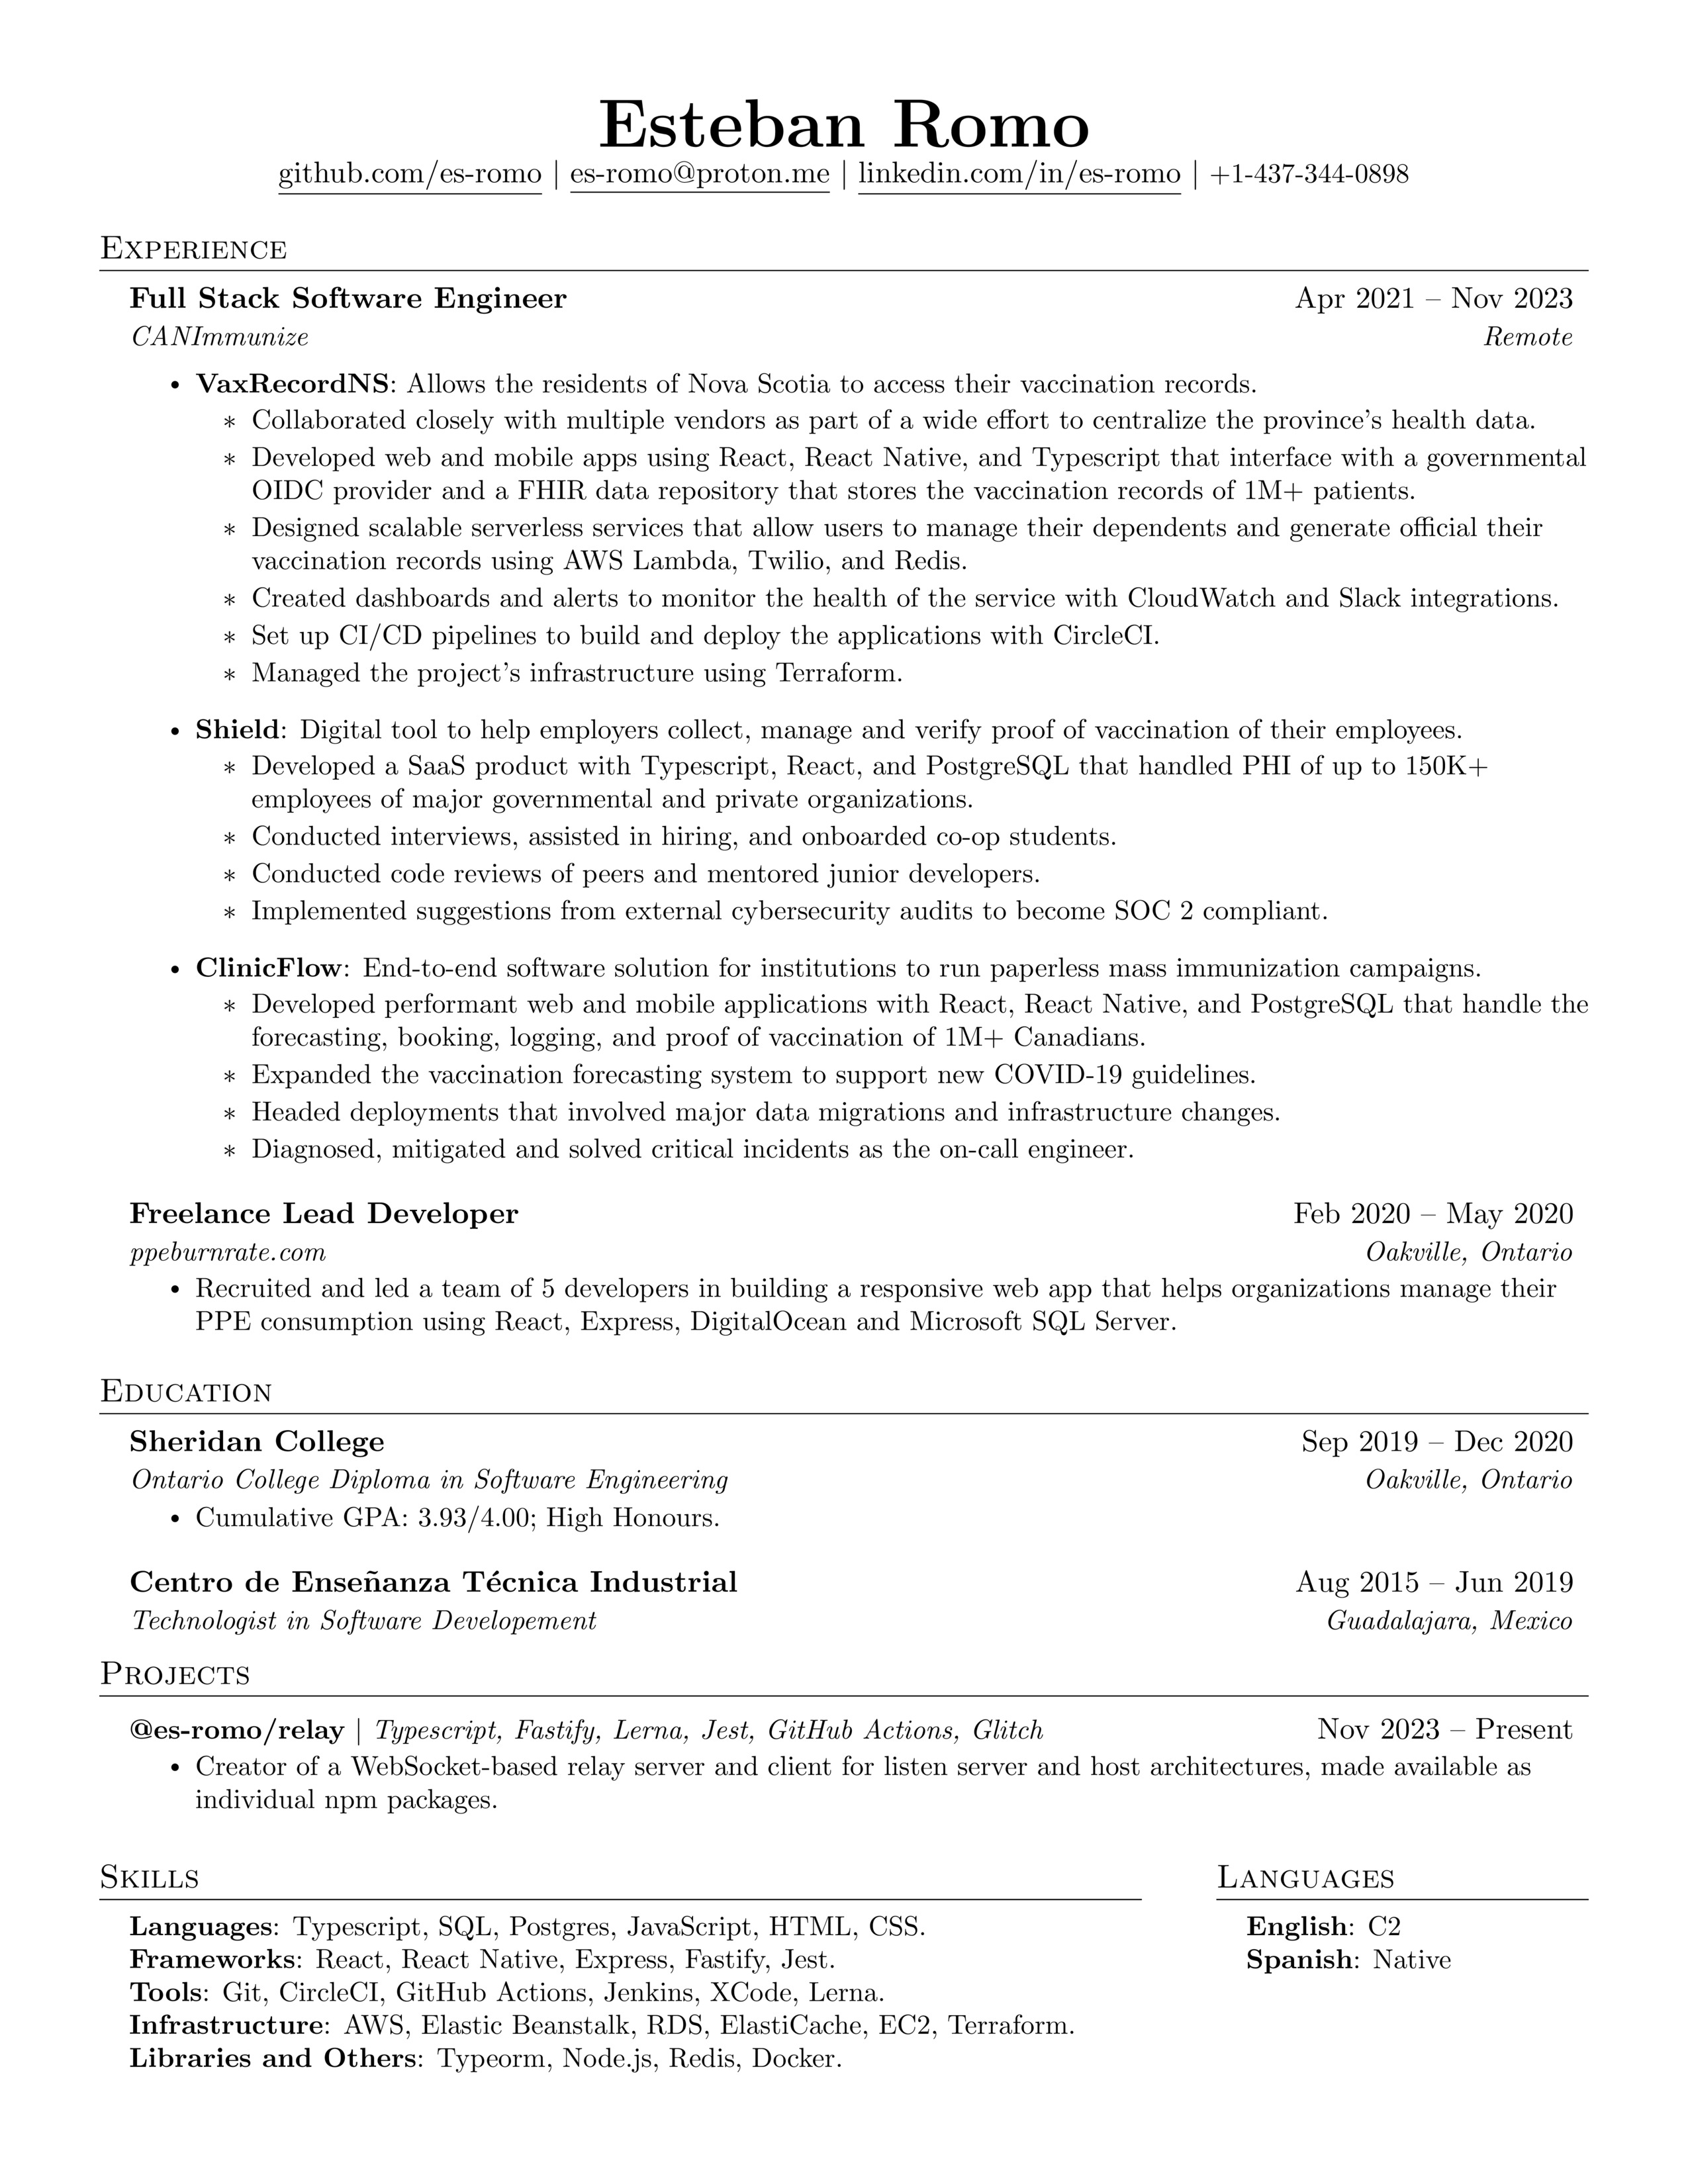 Esteban Romo
github.com/es-romo | es-romo@proton.me | linkedin.com/in/es-romo | +1-437-344-0898
Experience
Full Stack Software Engineer Apr 2021 – Nov 2023
CANImmunize Remote
• VaxRecordNS: Allows the residents of Nova Scotia to access their vaccination records.
∗ Collaborated closely with multiple vendors as part of a wide effort to centralize the province's health data.
∗ Developed web and mobile apps using React, React Native, and Typescript that interface with a governmental
OIDC provider and a FHIR data repository that stores the vaccination records of 1M+ patients.
∗ Designed scalable serverless services that allow users to manage their dependents and generate official their
vaccination records using AWS Lambda, Twilio, and Redis.
∗ Created dashboards and alerts to monitor the health of the service with CloudWatch and Slack integrations.
∗ Set up CI/CD pipelines to build and deploy the applications with CircleCI.
∗ Managed the project's infrastructure using Terraform.
• Shield: Digital tool to help employers collect, manage and verify proof of vaccination of their employees.
∗ Developed a SaaS product with Typescript, React, and PostgreSQL that handled PHI of up to 150K+
employees of major governmental and private organizations.
∗ Conducted interviews, assisted in hiring, and onboarded co-op students.
∗ Conducted code reviews of peers and mentored junior developers.
∗ Implemented suggestions from external cybersecurity audits to become SOC 2 compliant.
• ClinicFlow: End-to-end software solution for institutions to run paperless mass immunization campaigns.
∗ Developed performant web and mobile applications with React, React Native, and PostgreSQL that handle the
forecasting, booking, logging, and proof of vaccination of 1M+ Canadians.
∗ Expanded the vaccination forecasting system to support new COVID-19 guidelines.
∗ Headed deployments that involved major data migrations and infrastructure changes.
∗ Diagnosed, mitigated and solved critical incidents as the on-call engineer.
Freelance Lead Developer Feb 2020 – May 2020
ppeburnrate.com Oakville, Ontario
• Recruited and led a team of 5 developers in building a responsive web app that helps organizations manage their
PPE consumption using React, Express, DigitalOcean and Microsoft SQL Server.
Education
Sheridan College Sep 2019 – Dec 2020
Ontario College Diploma in Software Engineering Oakville, Ontario
• Cumulative GPA: 3.93/4.00; High Honours.
Centro de Enseñanza Técnica Industrial Aug 2015 – Jun 2019
Technologist in Software Developement Guadalajara, Mexico
Projects
@es-romo/relay | Typescript, Fastify, Lerna, Jest, GitHub Actions, Glitch Nov 2023 – Present
• Creator of a WebSocket-based relay server and client for listen server and host architectures, made available as
individual npm packages.
Skills
Languages: Typescript, SQL, Postgres, JavaScript, HTML, CSS.
Frameworks: React, React Native, Express, Fastify, Jest.
Tools: Git, CircleCI, GitHub Actions, Jenkins, XCode, Lerna.
Infrastructure: AWS, Elastic Beanstalk, RDS, ElastiCache, EC2, Terraform.
Libraries and Others: Typeorm, Node.js, Redis, Docker.
Languages
English: C2
Spanish: Native